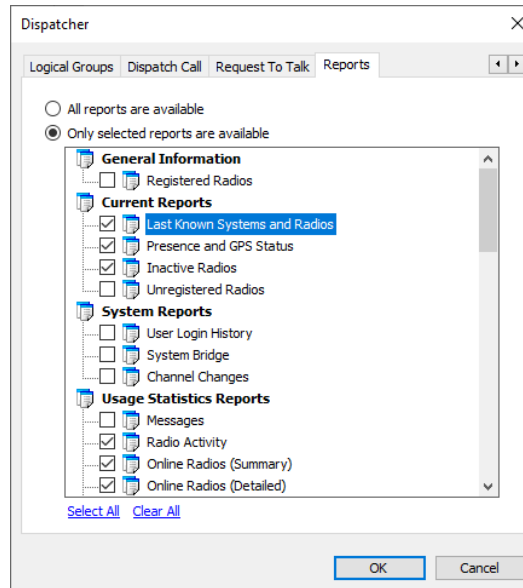 Dispatcher
Logical Groups Dispatch Call Request To Talk Reports
All reports are available
Only selected reports are available
General Information
Registered Radios
Current Reports
Last Known Systems and Radios
Presence and GPS Status
Inactive Radios
Unregistered Radios
System Reports
User Login History
System Bridge
Channel Changes
Usage Statistics Reports
Messages
Radio Activity
Online Radios (Summary)
Online Radios (Detailed)
Select All Clear All
OK Cancel